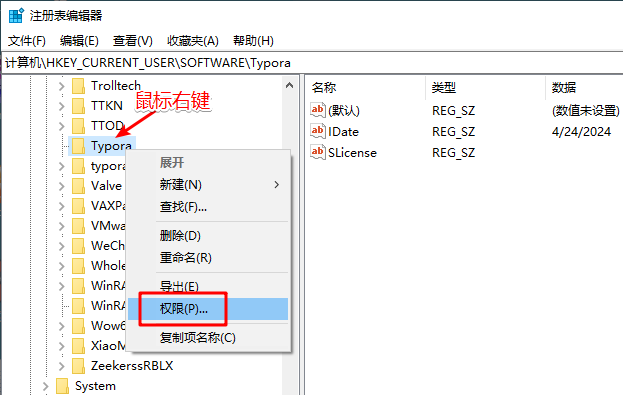 注册表编辑器
文件(F) 编辑(E) 查看(V) 收藏夹(A) 帮助(H)
计算机\HKEY_CURRENT_USER\SOFTWARE\Typora
Trolltech
TTKN
TTOD
Typora
typora
Valve
VAXPa
VMwa
WeCh
Whole
WinRA
WinRA
Wow6
XiaoM
ZeekerssRBLX
System
鼠标右键
展开
新建(N)
查找(F)...
删除(D)
重命名(R)
导出(E)
权限(P)...
复制项名称(C)
名称 类型 数据
(默认) REG_SZ (数值未设置)
IDate REG_SZ 4/24/2024
SLicense REG_SZ